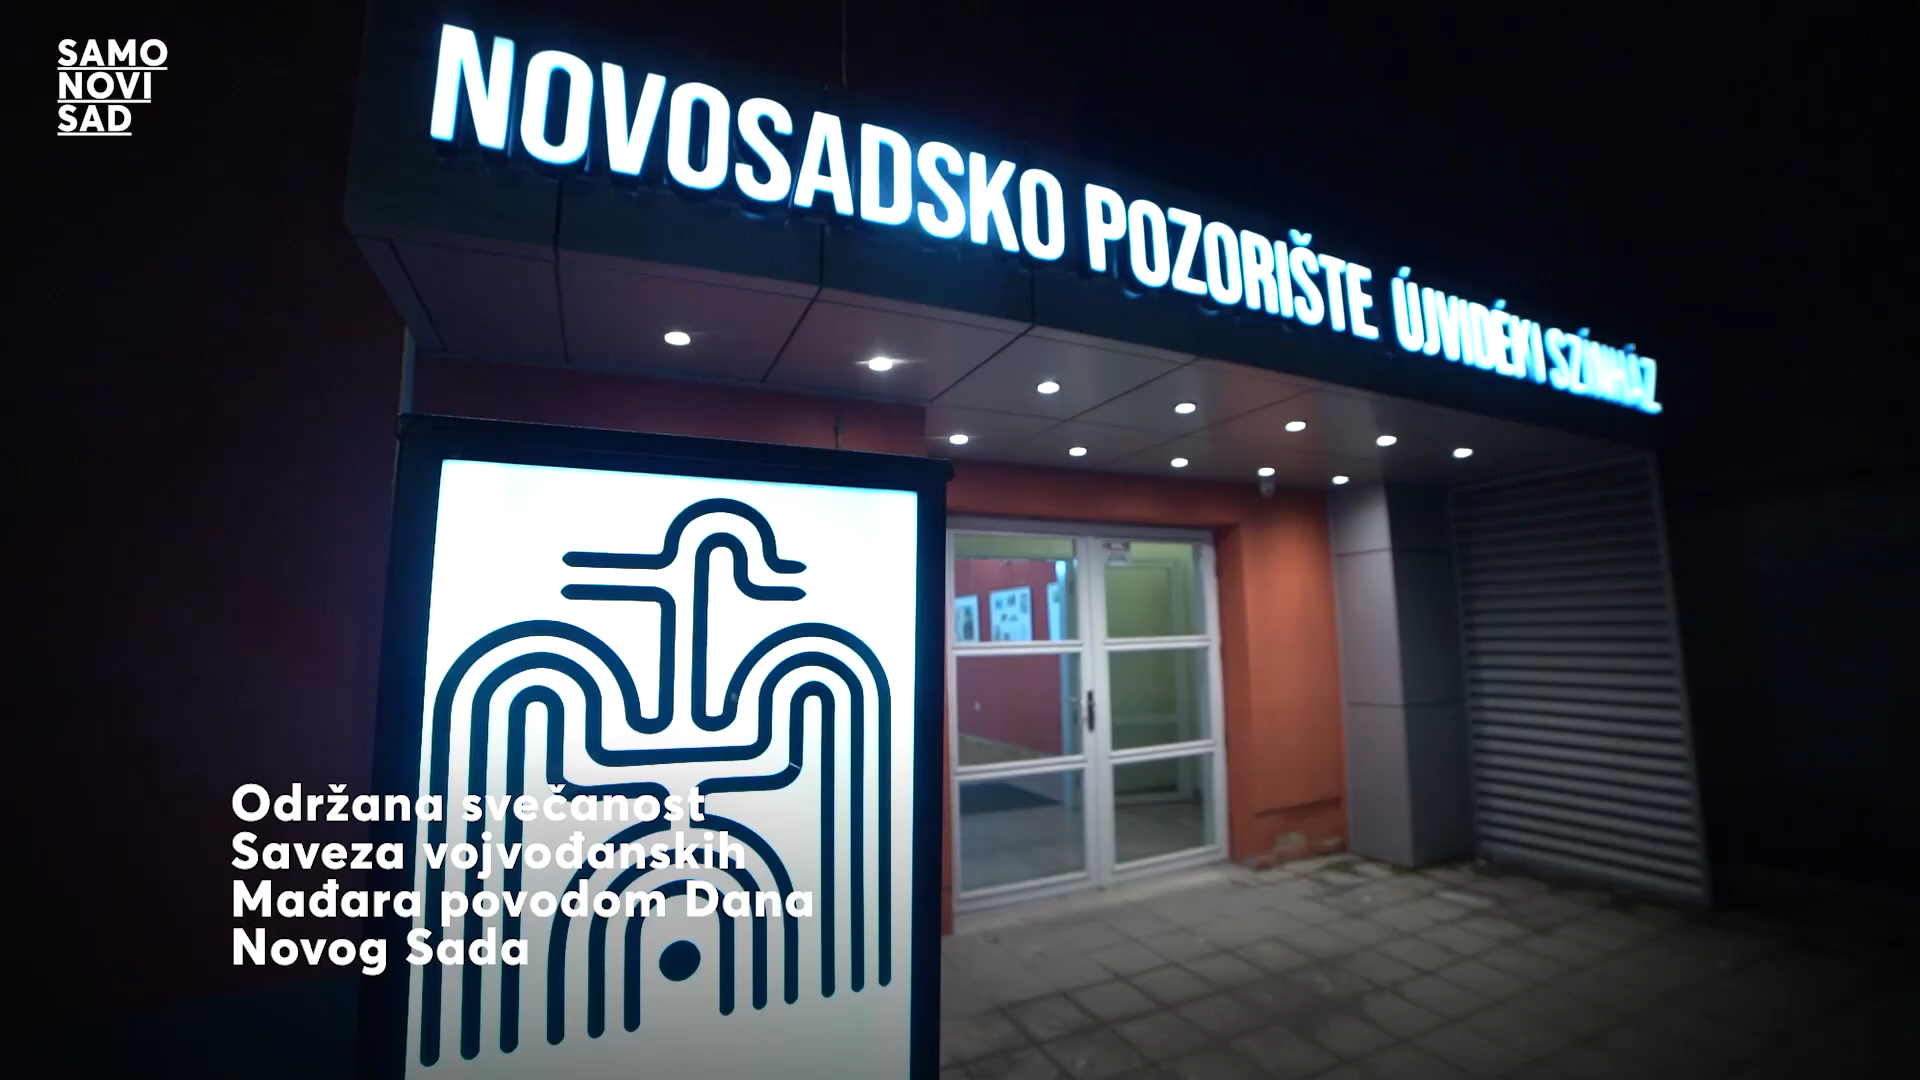 SAMO
NOVI
SAD
NOVOSADSKO POZORIŠTE ÚJVIDÉKI SZÍNHÁZ
Održana svečanost
Saveza vojvođanskih
Mađara povodom Dana
Novog Sada